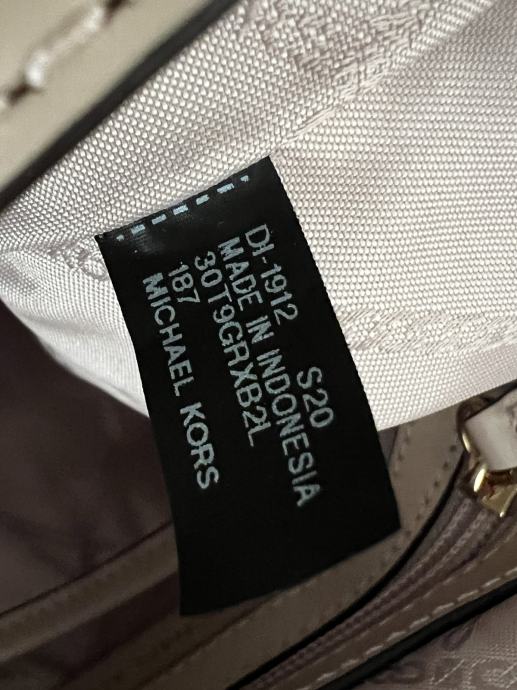 DI-1912 S20
MADE IN INDONESIA
30T9GRXB2L
187
MICHAEL KORS